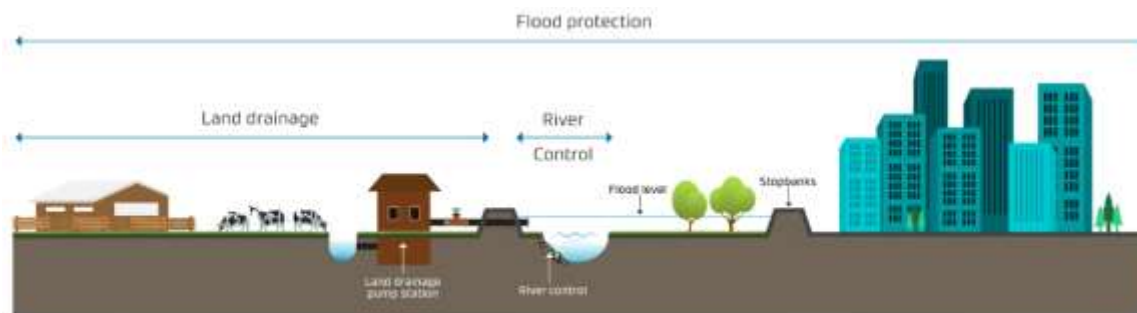 Flood protection
Land drainage
River
Control
Flood level
Stopbanks
Land drainage
pump station
River control